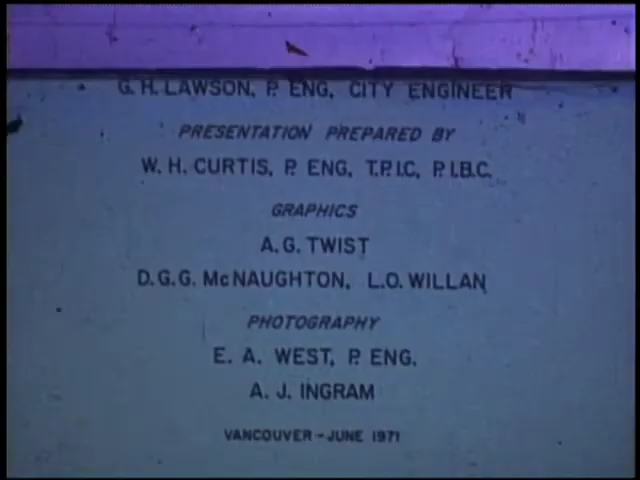 G. H. LAWSON, P. ENG, CITY ENGINEER
PRESENTATION PREPARED BY
W. H. CURTIS, P. ENG, T.P.I.C, P.I.B.C.
GRAPHICS
A. G. TWIST
D. G. G. McNAUGHTON, L. O. WILLAN
PHOTOGRAPHY
E. A. WEST, P. ENG.
A. J. INGRAM
VANCOUVER - JUNE 1971